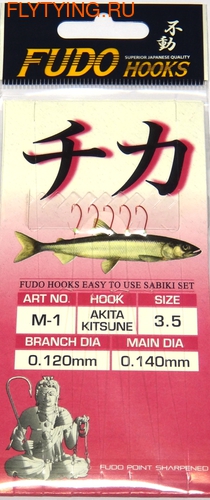 FLYTYING.RU
FUDO HOOKS
不動
SUPERIOR JAPANESE QUALITY
チカ
FUDO HOOKS EASY TO USE SABIKI SET
ART NO. HOOK SIZE
M-1 AKITA KITSUNE 3.5
BRANCH DIA MAIN DIA
0.120mm 0.140mm
FUDO POINT SHARPENED